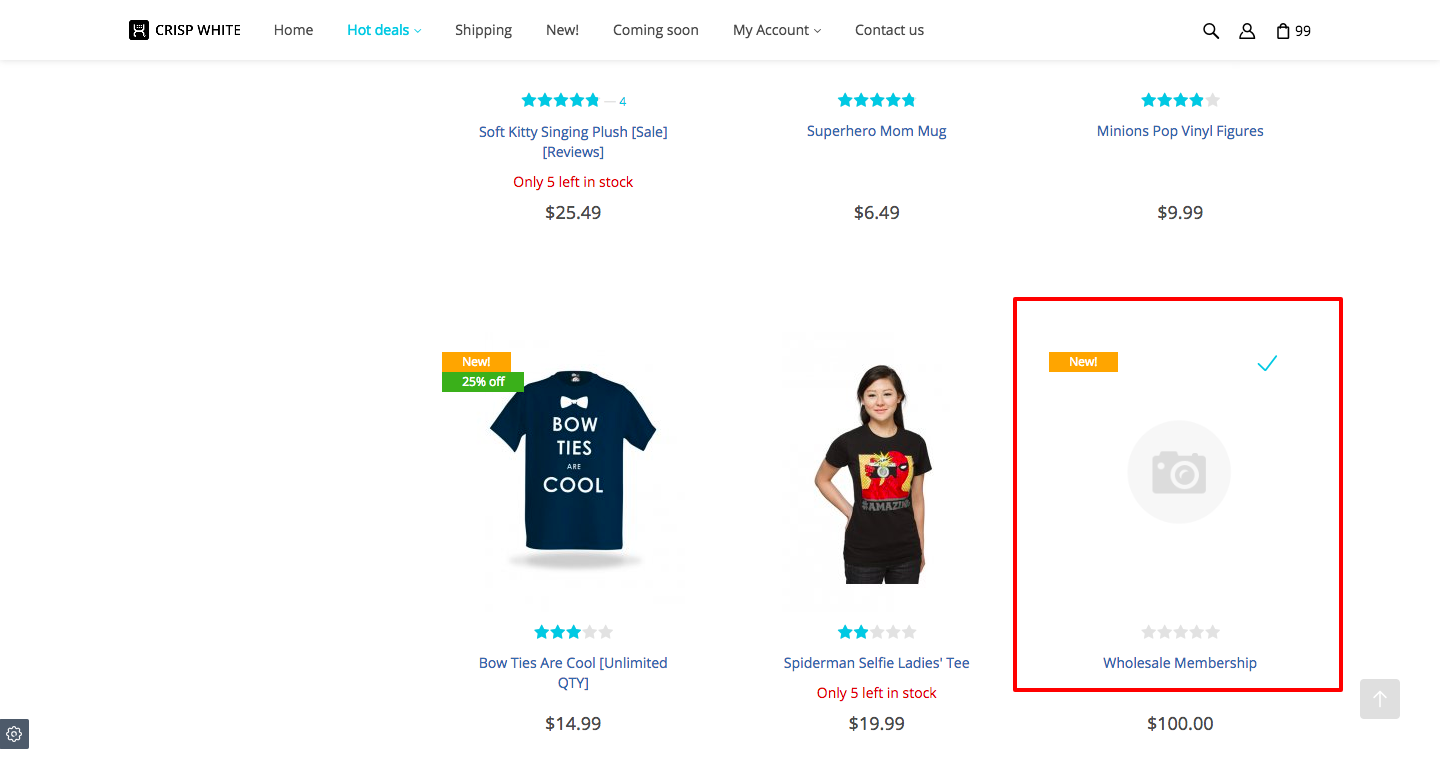 CRISP WHITE Home Hot deals Shipping New! Coming soon My Account Contact us 99
— 4
Soft Kitty Singing Plush [Sale]
[Reviews]
Only 5 left in stock
$25.49
Superhero Mom Mug
$6.49
Minions Pop Vinyl Figures
$9.99
New!
25% off
BOW
TIES
ARE
COOL
Bow Ties Are Cool [Unlimited
QTY]
$14.99
#AMAZING
Spiderman Selfie Ladies' Tee
Only 5 left in stock
$19.99
New!
Wholesale Membership
$100.00